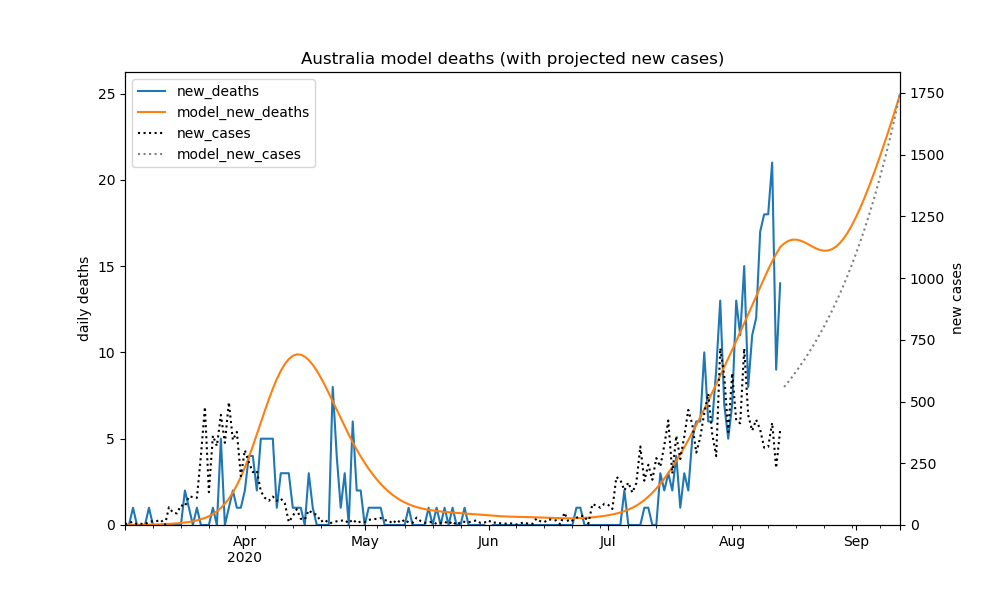 Australia model deaths (with projected new cases)
new_deaths
model_new_deaths
new_cases
model_new_cases
25
20
15
10
5
0
daily deaths
1750
1500
1250
1000
750
500
250
0
new cases
Apr
2020
May
Jun
Jul
Aug
Sep